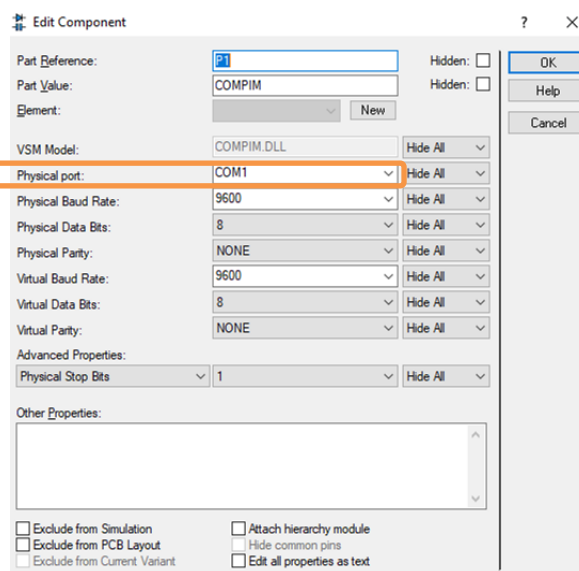 Edit Component ?
Part Reference: P1 Hidden: OK
Part Value: COMPIM Hidden: Help
Element: New Cancel
VSM Model: COMPIM.DLL Hide All
Physical port: COM1 Hide All
Physical Baud Rate: 9600 Hide All
Physical Data Bits: 8 Hide All
Physical Parity: NONE Hide All
Virtual Baud Rate: 9600 Hide All
Virtual Data Bits: 8 Hide All
Virtual Parity: NONE Hide All
Advanced Properties:
Physical Stop Bits 1 Hide All
Other Properties:
Exclude from Simulation Attach hierarchy module
Exclude from PCB Layout Hide common pins
Exclude from Current Variant Edit all properties as text